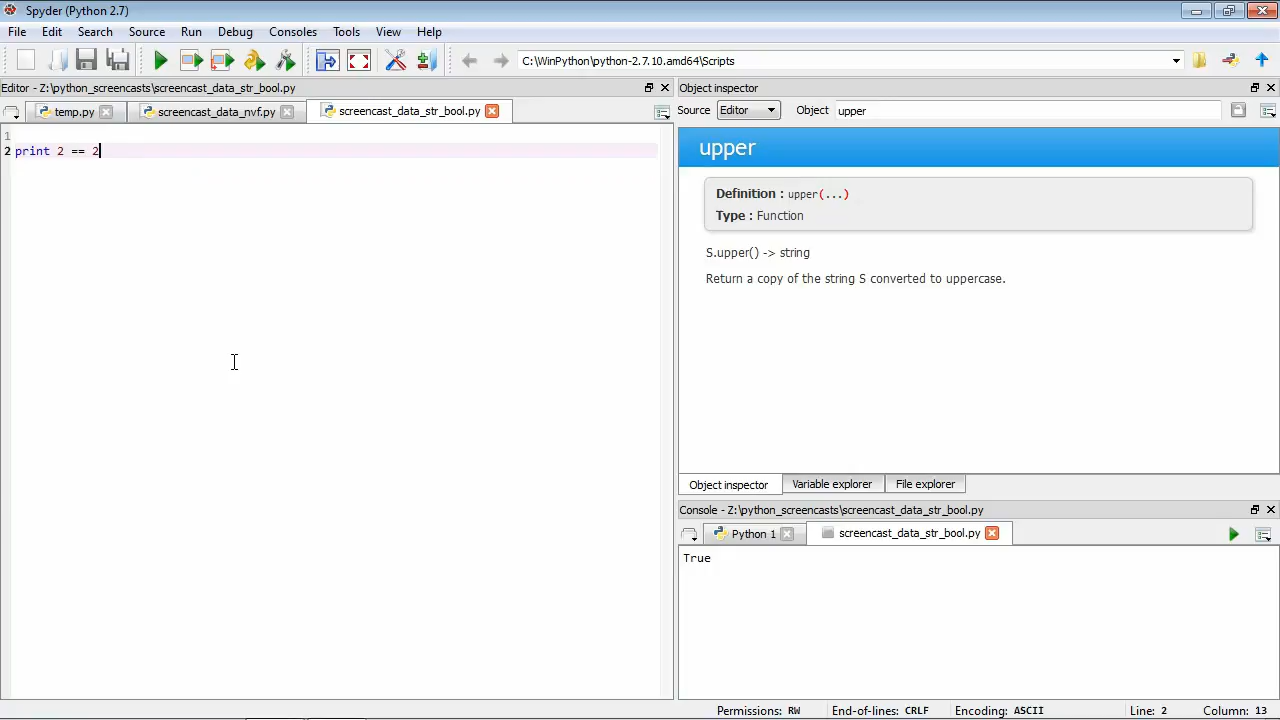 Spyder (Python 2.7)
File Edit Search Source Run Debug Consoles Tools View Help
C:\WinPython\python-2.7.10.amd64\Scripts
Editor - Z:\python_screencasts\screencast_data_str_bool.py
temp.py screencast_data_nvf.py screencast_data_str_bool.py
1
2 print 2 == 2
Object inspector
Source Editor Object upper
upper
Definition : upper(...)
Type : Function
S.upper() -> string
Return a copy of the string S converted to uppercase.
Object inspector Variable explorer File explorer
Console - Z:\python_screencasts\screencast_data_str_bool.py
Python 1 screencast_data_str_bool.py
True
Permissions: RW End-of-lines: CRLF Encoding: ASCII Line: 2 Column: 13